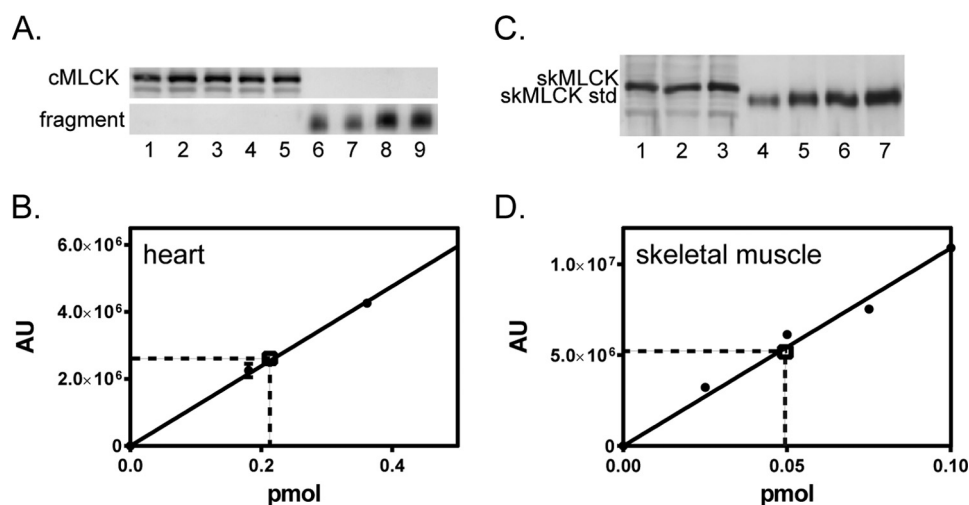 A.
cMLCK
fragment
1 2 3 4 5 6 7 8 9
B.
heart
6.0×10⁶
4.0×10⁶
2.0×10⁶
0
AU
0.0 0.2 0.4
pmol
C.
skMLCK
skMLCK std
1 2 3 4 5 6 7
D.
skeletal muscle
1.0×10⁷
5.0×10⁶
0
AU
0.00 0.05 0.10
pmol